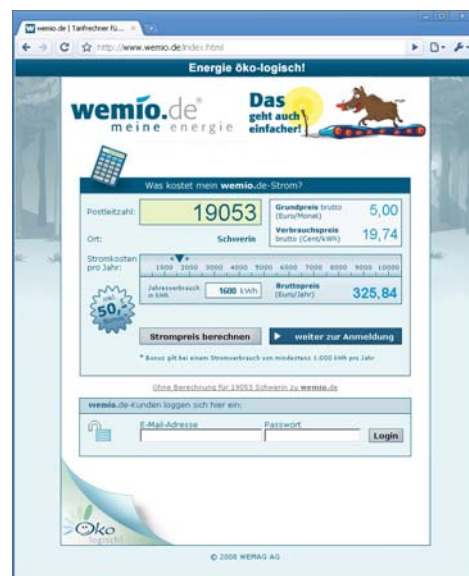 wemio.de | Tarifrechner fü...
http://www.wemio.de/index.html
Energie öko-logisch!
wemio.de®
meine energie
Das
geht auch
einfacher!
Was kostet mein wemio.de-Strom?
Postleitzahl: 19053
Grundpreis brutto
(Euro/Monat) 5,00
Ort: Schwerin
Verbrauchspreis
brutto (Cent/kWh) 19,74
Stromkosten
pro Jahr:
1000 2000 3000 4000 5000 6000 7000 8000 9000 10000
inkl.
50,-
Bonus
Jahresverbrauch
in kWh 1600 kWh
Bruttopreis
(Euro/Jahr) 325,84
Strompreis berechnen
weiter zur Anmeldung
* Bonus gilt bei einem Stromverbrauch von mindestens 1.000 kWh pro Jahr
Ohne Berechnung für 19053 Schwerin zu wemio.de
wemio.de-Kunden loggen sich hier ein:
E-Mail-Adresse Passwort
Login
Öko
logisch!
© 2008 WEMAG AG